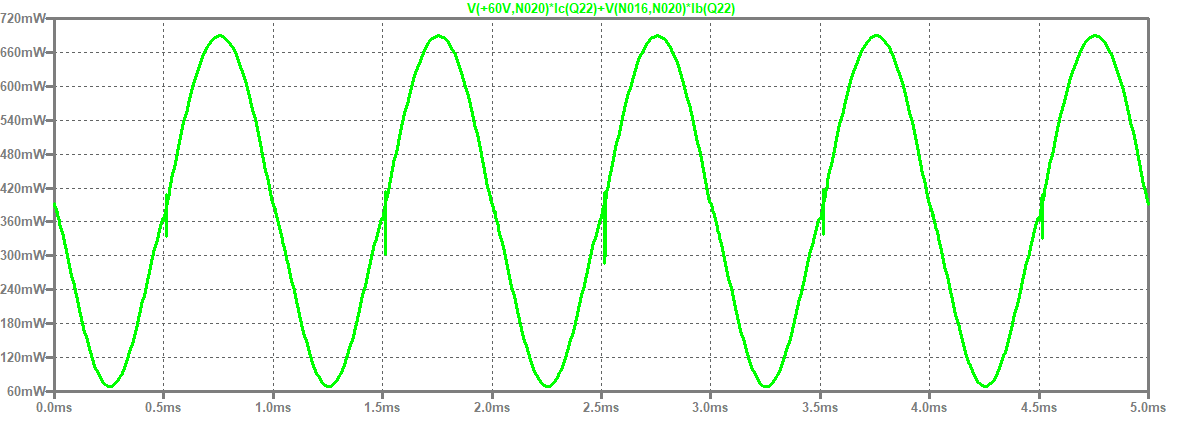 V(+60V,N020)*Ic(Q22)+V(N016,N020)*Ib(Q22)
720mW
660mW
600mW
540mW
480mW
420mW
360mW
300mW
240mW
180mW
120mW
60mW
0.0ms 0.5ms 1.0ms 1.5ms 2.0ms 2.5ms 3.0ms 3.5ms 4.0ms 4.5ms 5.0ms